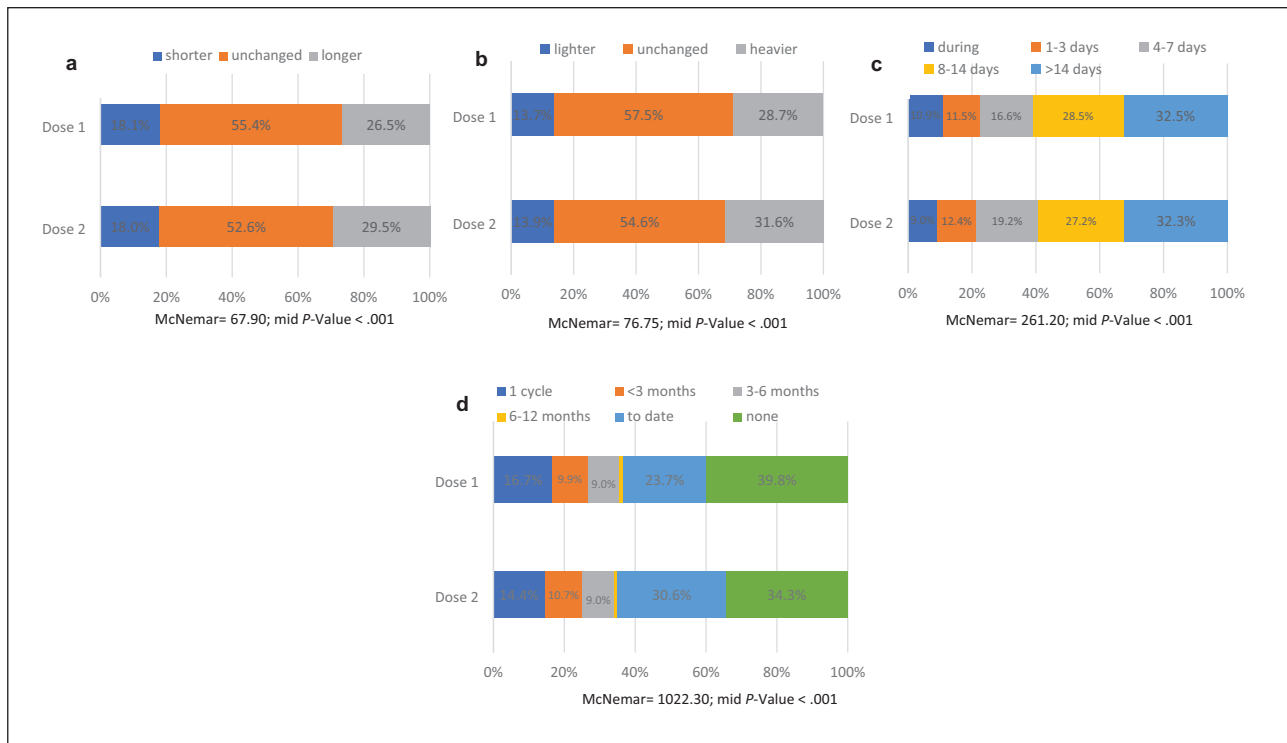 a
shorter unchanged longer
Dose 1 18.1% 55.4% 26.5%
Dose 2 18.0% 52.6% 29.5%
0% 20% 40% 60% 80% 100%
McNemar= 67.90; mid P-Value < .001
b
lighter unchanged heavier
Dose 1 13.7% 57.5% 28.7%
Dose 2 13.9% 54.6% 31.6%
0% 20% 40% 60% 80% 100%
McNemar= 76.75; mid P-Value < .001
c
during 1-3 days 4-7 days
8-14 days >14 days
Dose 1 11.5% 16.6% 28.5% 32.5%
Dose 2 9.0% 12.4% 19.2% 27.2% 32.3%
0% 20% 40% 60% 80% 100%
McNemar= 261.20; mid P-Value < .001
d
1 cycle <3 months 3-6 months
6-12 months to date none
Dose 1 16.7% 9.9% 9.0% 23.7% 39.8%
Dose 2 14.4% 10.7% 9.0% 30.6% 34.3%
0% 20% 40% 60% 80% 100%
McNemar= 1022.30; mid P-Value < .001